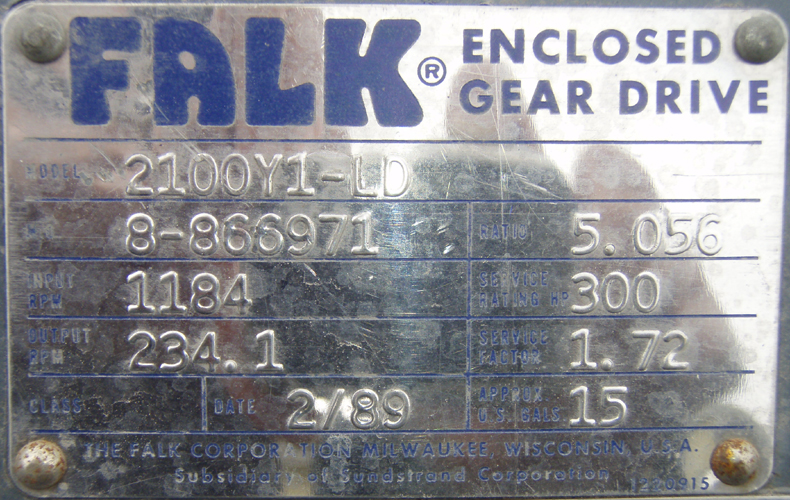 FALK® ENCLOSED
GEAR DRIVE
MODEL 2100Y1-LD
8-866971 RATIO 5.056
INPUT RPM 1184 SERVICE RATING HP 300
OUTPUT RPM 234.1 SERVICE FACTOR 1.72
CLASS DATE 2/89 APPROX U.S. GALS 15
THE FALK CORPORATION MILWAUKEE, WISCONSIN, U.S.A.
Subsidiary of Sundstrand Corporation 1220915